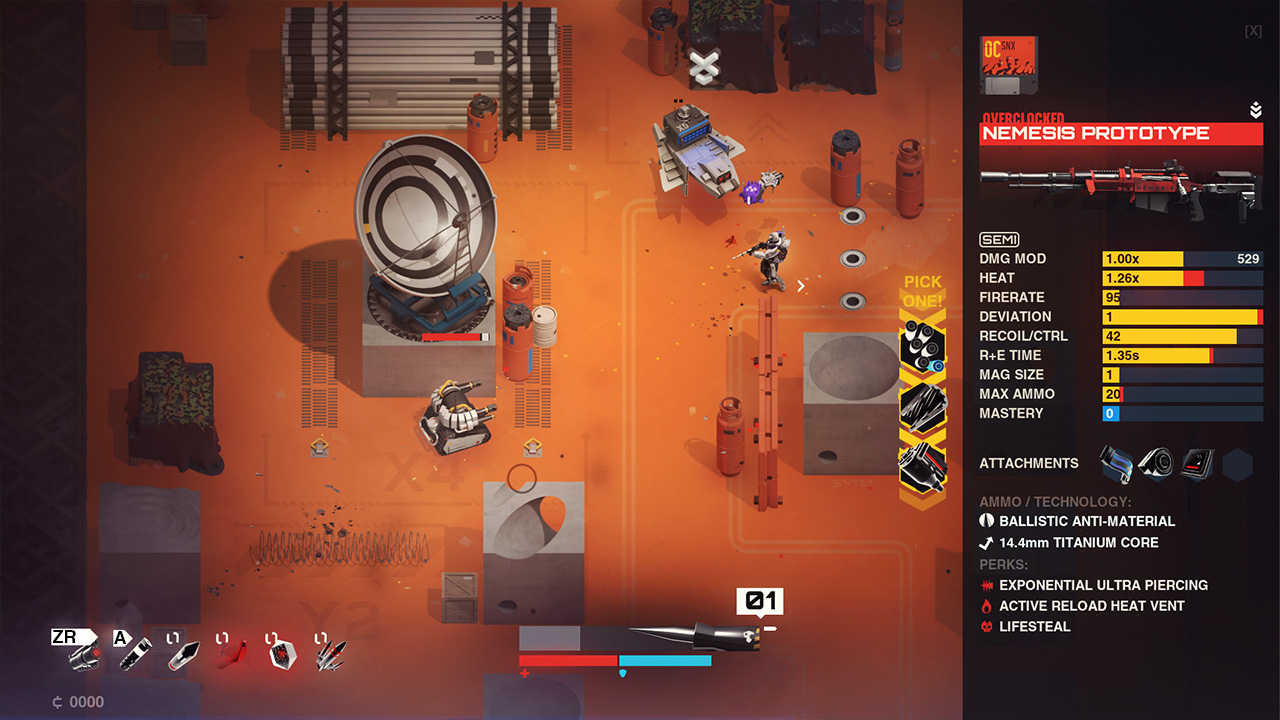 [X]
OC SNX
OVERCLOCKED
NEMESIS PROTOTYPE
SEMI
DMG MOD 1.00x 529
HEAT 1.26x
FIRERATE 95
DEVIATION 1
RECOIL/CTRL 42
R+E TIME 1.35s
MAG SIZE 1
MAX AMMO 20
MASTERY 0
ATTACHMENTS
AMMO / TECHNOLOGY:
BALLISTIC ANTI-MATERIAL
14.4mm TITANIUM CORE
PERKS:
EXPONENTIAL ULTRA PIERCING
ACTIVE RELOAD HEAT VENT
LIFESTEAL
PICK
ONE!
X4
Y2
01
ZR A
0000